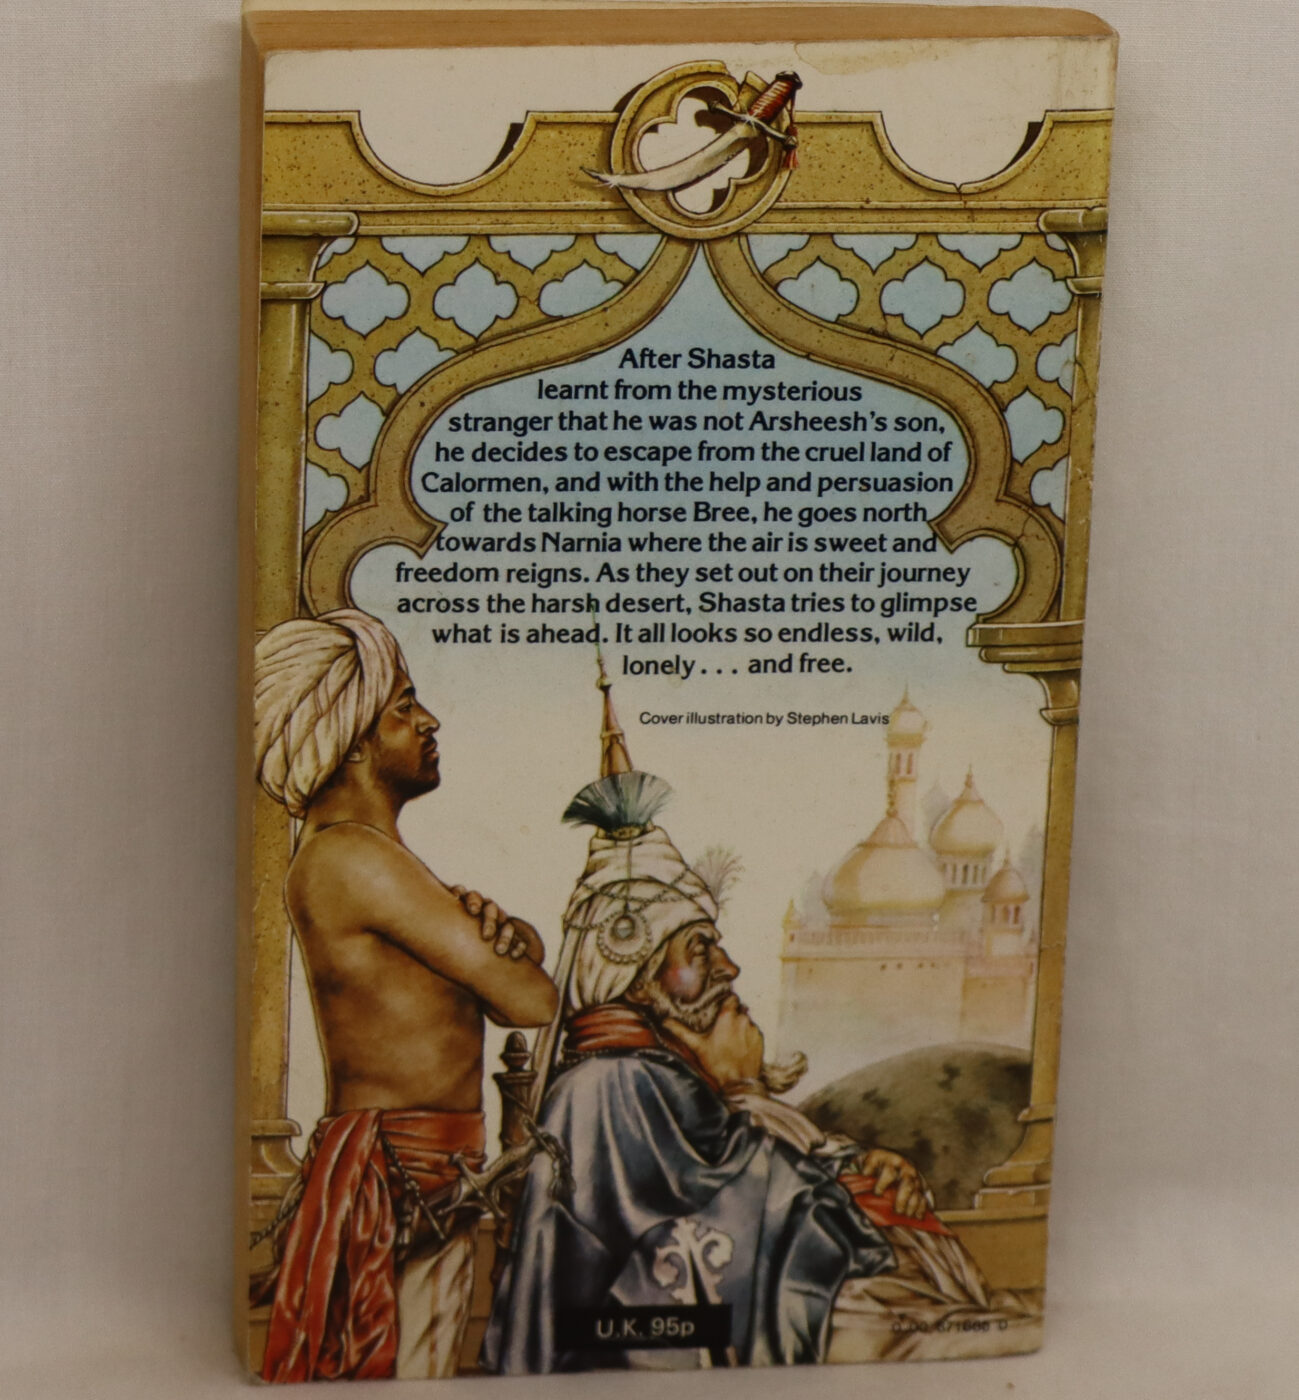 After Shasta
learnt from the mysterious
stranger that he was not Arsheesh's son,
he decides to escape from the cruel land of
Calormen, and with the help and persuasion
of the talking horse Bree, he goes north
towards Narnia where the air is sweet and
freedom reigns. As they set out on their journey
across the harsh desert, Shasta tries to glimpse
what is ahead. It all looks so endless, wild,
lonely . . . and free.
Cover illustration by Stephen Lavis
U.K. 95p